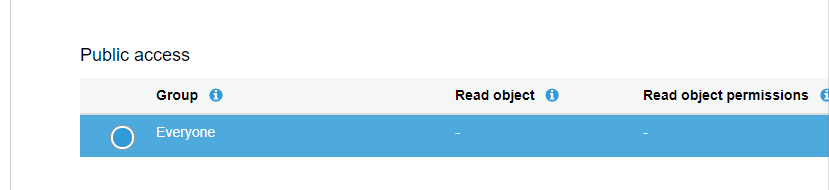 Public access
Group Read object Read object permissions
Everyone - -